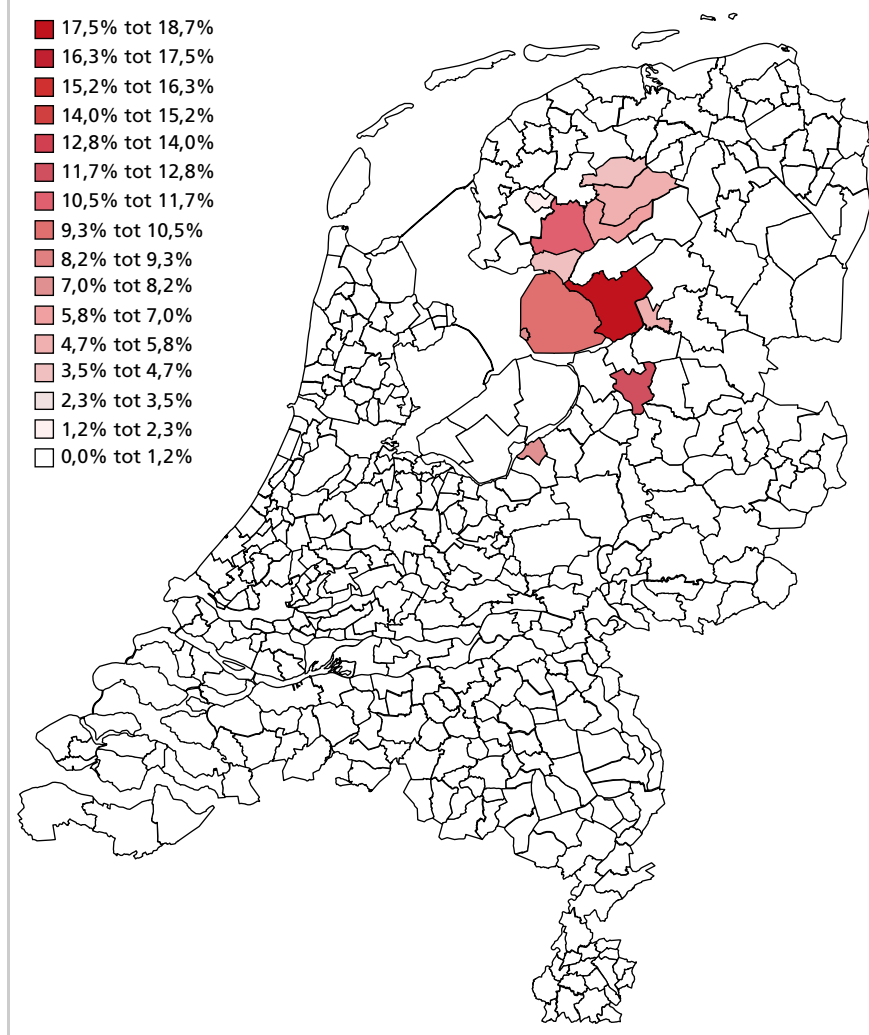 17,5% tot 18,7%
16,3% tot 17,5%
15,2% tot 16,3%
14,0% tot 15,2%
12,8% tot 14,0%
11,7% tot 12,8%
10,5% tot 11,7%
9,3% tot 10,5%
8,2% tot 9,3%
7,0% tot 8,2%
5,8% tot 7,0%
4,7% tot 5,8%
3,5% tot 4,7%
2,3% tot 3,5%
1,2% tot 2,3%
0,0% tot 1,2%